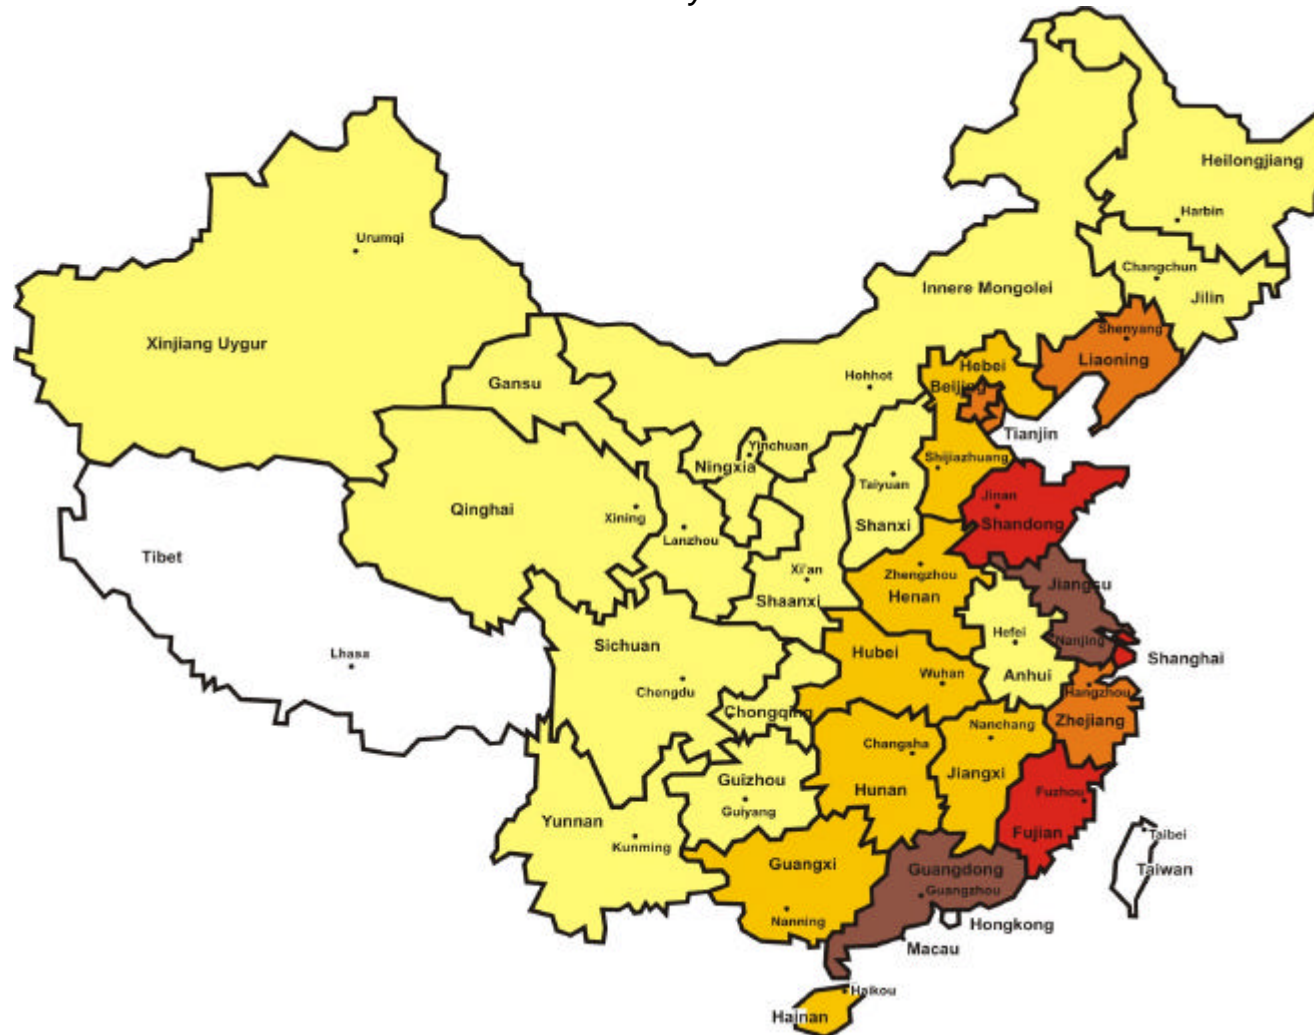 y
Heilongjiang
Harbin
Urumqi
Changchun
Innere Mongolei
Jilin
Shenyang
Xinjiang Uygur
Liaoning
Hebei
Hohhot
Gansu
Beijing
Tianjin
Yinchuan
Ningxia
Shijiazhuang
Taiyuan
Jinan
Qinghai
Xining
Shandong
Shanxi
Lanzhou
Tibet
Xi'an
Zhengzhou
Jiangsu
Henan
Shaanxi
Hefei
Nanjing
Sichuan
Hubei
Lhasa
Shanghai
Wuhan
Anhui
Chengdu
Hangzhou
Chongqing
Zhejiang
Nanchang
Changsha
Jiangxi
Guizhou
Hunan
Fuzhou
Guiyang
Yunnan
Fujian
Taibei
Kunming
Guangxi
Guangdong
Taiwan
Guangzhou
Nanning
Hongkong
Macau
Haikou
Hainan